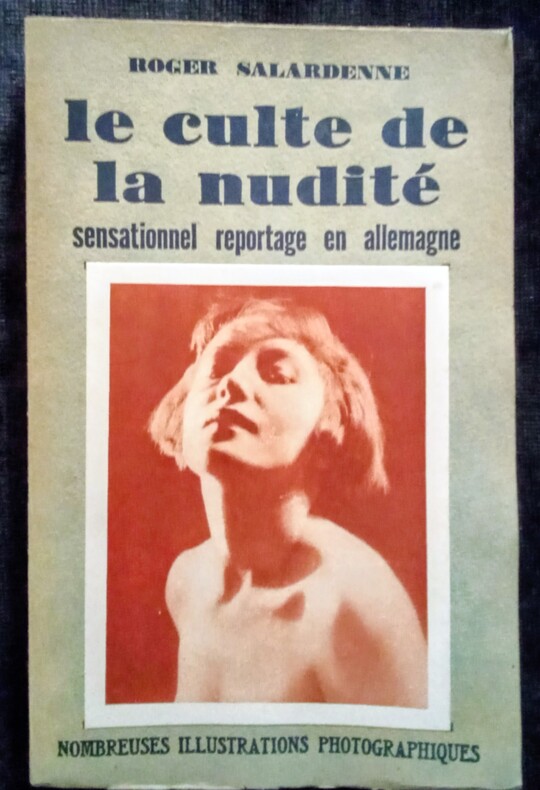 ROGER SALARDENNE
le culte de
la nudité
sensationnel reportage en allemagne
NOMBREUSES ILLUSTRATIONS PHOTOGRAPHIQUES